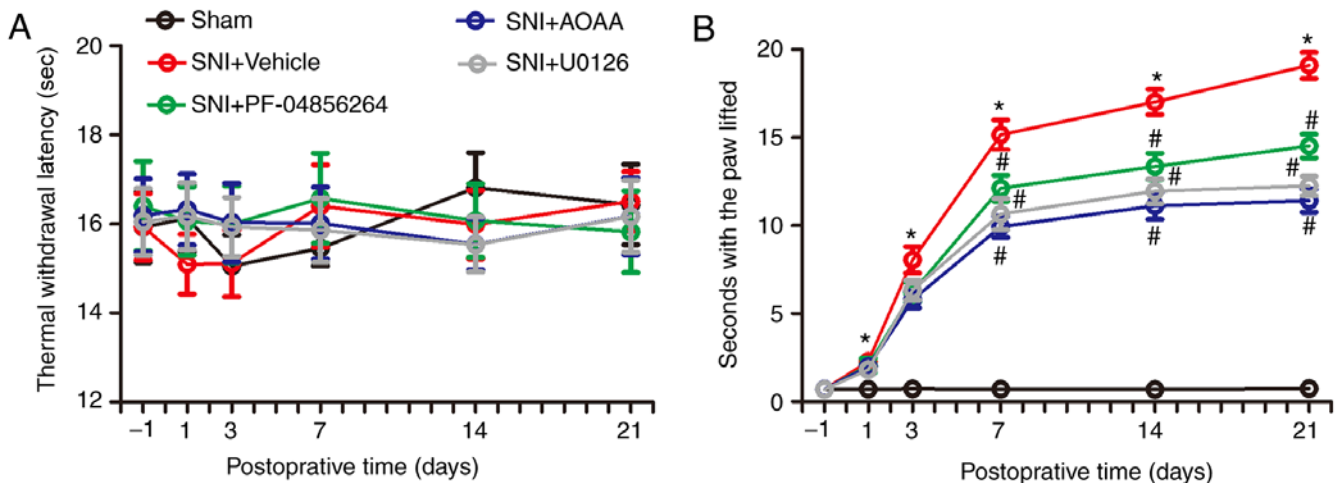 A
Sham
SNI+Vehicle
SNI+PF-04856264
SNI+AOAA
SNI+U0126
Thermal withdrawal latency (sec)
20
18
16
14
12
−1 1 3 7 14 21
Postoprative time (days)
B
Seconds with the paw lifted
20
15
10
5
0
* * * * *
# # #
# # #
# # #
−1 1 3 7 14 21
Postoprative time (days)